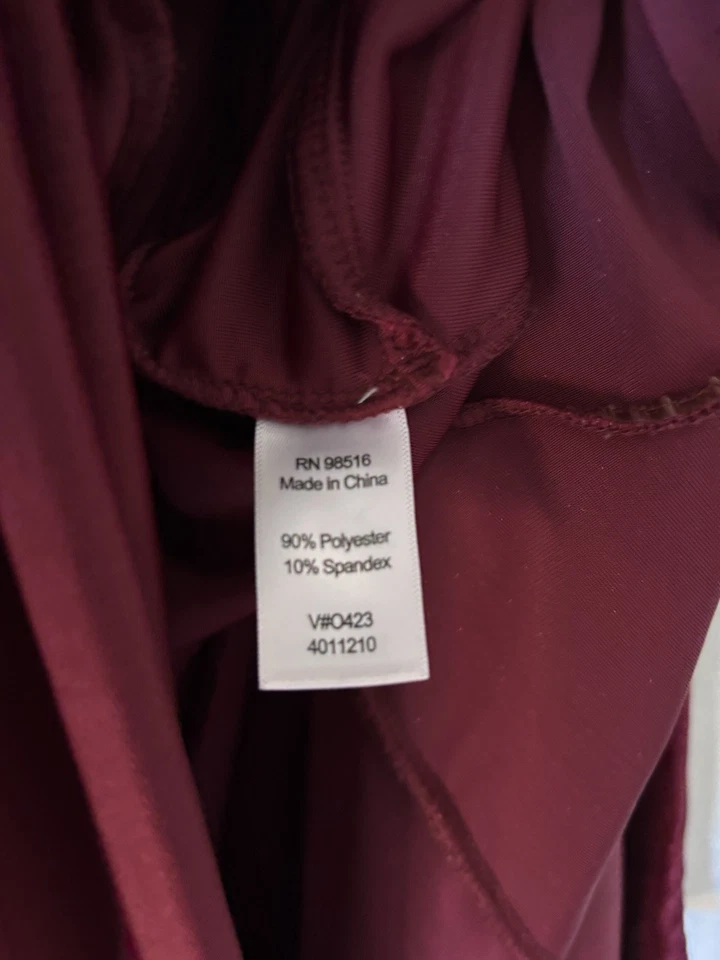 RN 98516
Made in China
90% Polyester
10% Spandex
V#O423
4011210